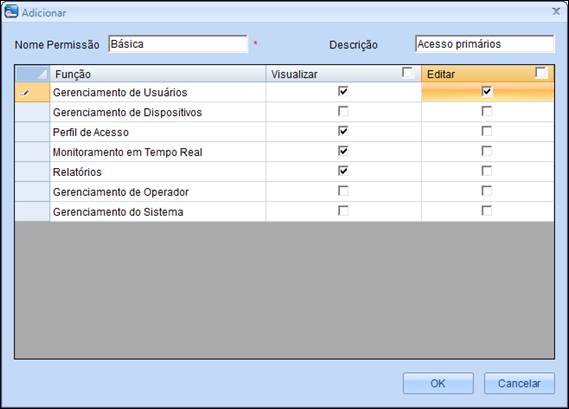 Adicionar
Nome Permissão Básica * Descrição Acesso primários
Função Visualizar Editar
Gerenciamento de Usuários
Gerenciamento de Dispositivos
Perfil de Acesso
Monitoramento em Tempo Real
Relatórios
Gerenciamento de Operador
Gerenciamento do Sistema
OK Cancelar